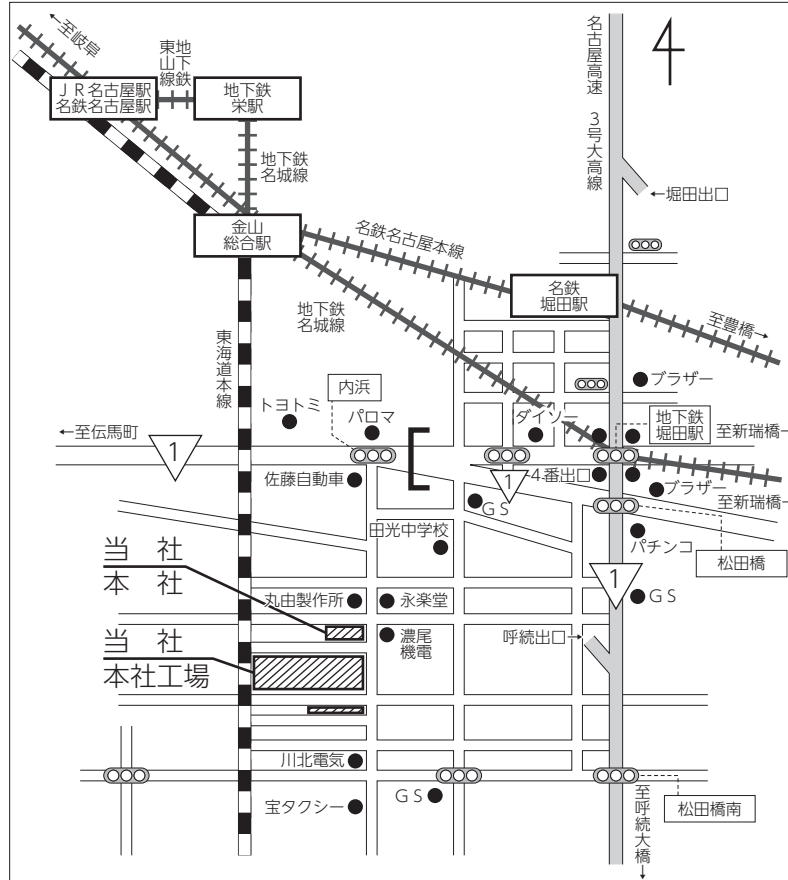 ←至岐阜
地下鉄
東山線
ＪＲ名古屋駅
名鉄名古屋駅
地下鉄
栄駅
名古屋高速　３号大高線
4
地下鉄
名城線
←堀田出口
金山
総合駅
名鉄名古屋本線
名鉄
堀田駅
地下鉄
名城線
至豊橋→
東海道本線
内浜
トヨトミ
パロマ
ダイソー
ブラザー
地下鉄
堀田駅
至新瑞橋→
←至伝馬町
1
佐藤自動車
1
4番出口
ブラザー
ＧＳ
至新瑞橋→
田光中学校
パチンコ
松田橋
当　社
本　社
丸由製作所
永楽堂
1
ＧＳ
当　社
本社工場
濃尾
機電
呼続出口→
川北電気
宝タクシー
ＧＳ
松田橋南
至呼続大橋→